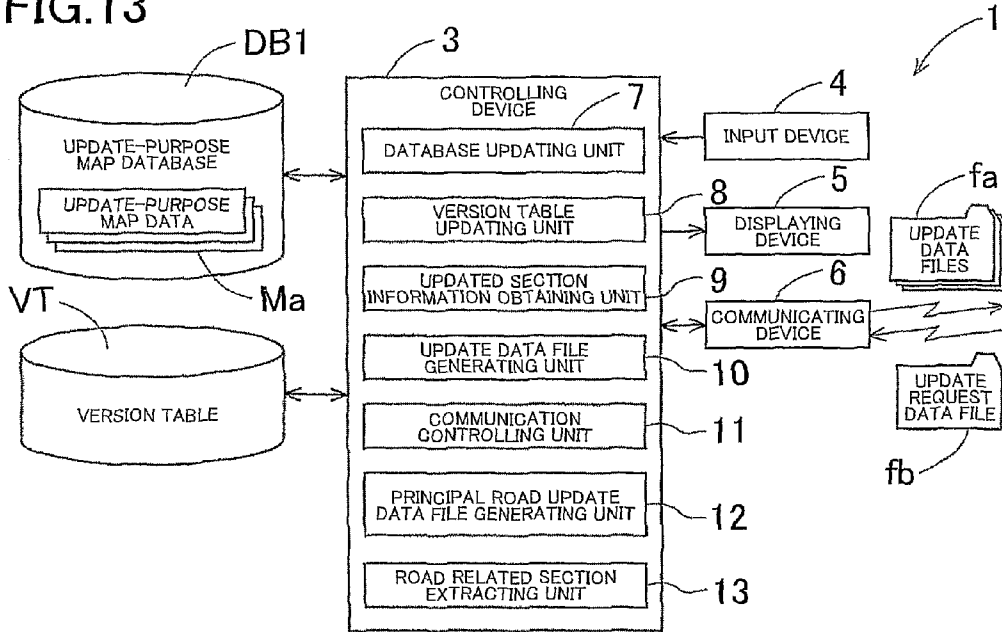 FIG.13
1
DB1
UPDATE-PURPOSE
MAP DATABASE
UPDATE-PURPOSE
MAP DATA
Ma
VT
VERSION TABLE
3
CONTROLLING
DEVICE
7
DATABASE UPDATING UNIT
VERSION TABLE
UPDATING UNIT
8
UPDATED SECTION
INFORMATION OBTAINING UNIT
9
UPDATE DATA FILE
GENERATING UNIT
10
COMMUNICATION
CONTROLLING UNIT
11
PRINCIPAL ROAD UPDATE
DATA FILE GENERATING UNIT
12
ROAD RELATED SECTION
EXTRACTING UNIT
13
4
INPUT DEVICE
5
DISPLAYING
DEVICE
6
COMMUNICATING
DEVICE
fa
UPDATE
DATA
FILES
UPDATE
REQUEST
DATA FILE
fb